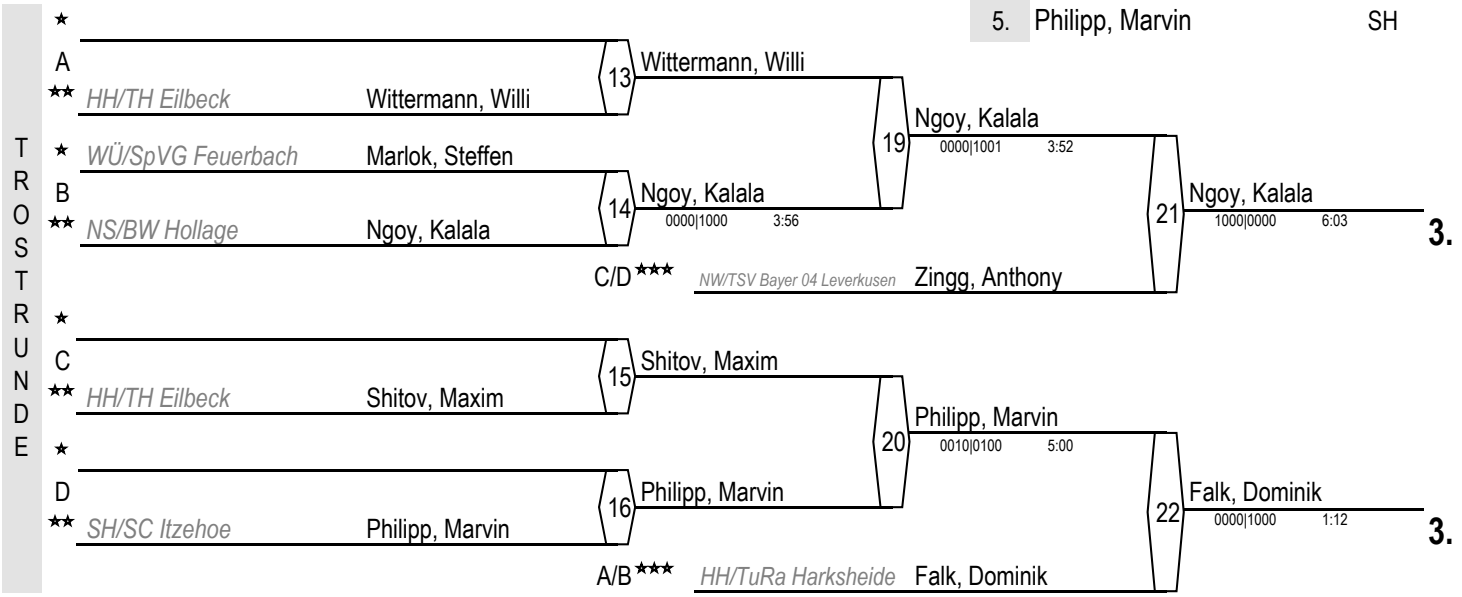 ★
5. Philipp, Marvin SH
A
13
Wittermann, Willi
★★ HH/TH Eilbeck Wittermann, Willi
19
Ngoy, Kalala
0000|1001 3:52
★ WÜ/SpVG Feuerbach Marlok, Steffen
B
14
Ngoy, Kalala
0000|1000 3:56
★★ NS/BW Hollage Ngoy, Kalala
21
Ngoy, Kalala
1000|0000 6:03
3.
C/D ★★★ NW/TSV Bayer 04 Leverkusen Zingg, Anthony
TROSTRUNDE
★
C
15
Shitov, Maxim
★★ HH/TH Eilbeck Shitov, Maxim
20
Philipp, Marvin
0010|0100 5:00
★
D
16
Philipp, Marvin
★★ SH/SC Itzehoe Philipp, Marvin
22
Falk, Dominik
0000|1000 1:12
3.
A/B ★★★ HH/TuRa Harksheide Falk, Dominik